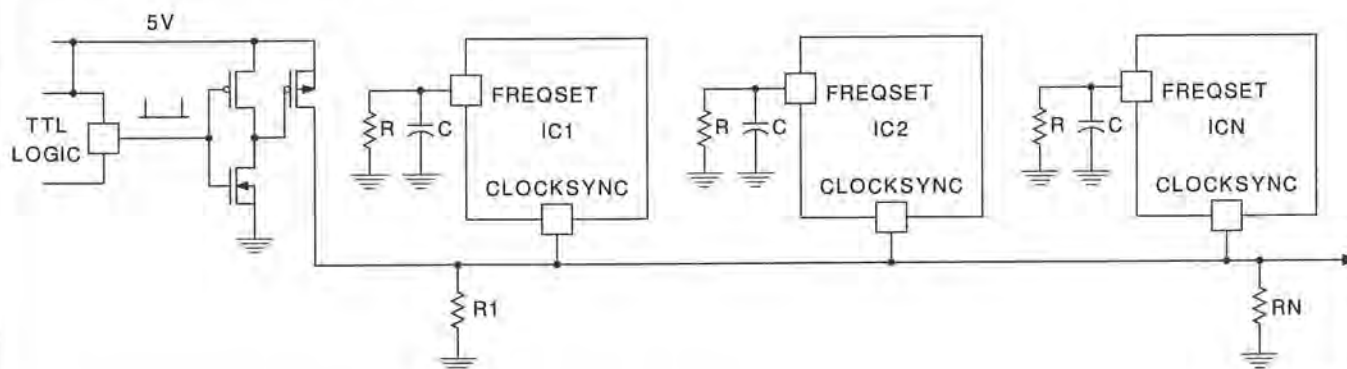 5V
TTL
LOGIC
R
C
FREQSET
IC1
CLOCKSYNC
R
C
FREQSET
IC2
CLOCKSYNC
R
C
FREQSET
ICN
CLOCKSYNC
R1
RN